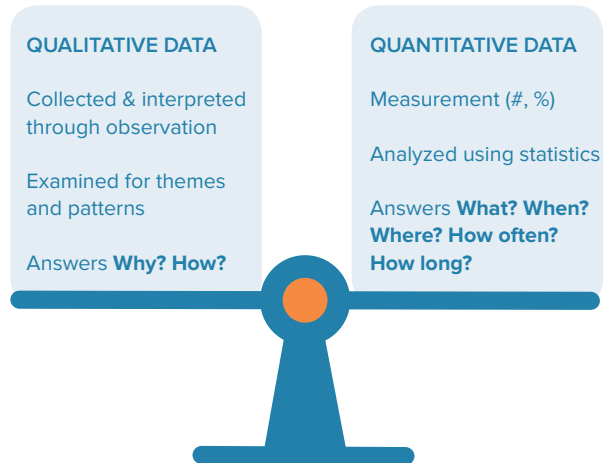 QUALITATIVE DATA
Collected & interpreted
through observation
Examined for themes
and patterns
Answers Why? How?
QUANTITATIVE DATA
Measurement (#, %)
Analyzed using statistics
Answers What? When?
Where? How often?
How long?